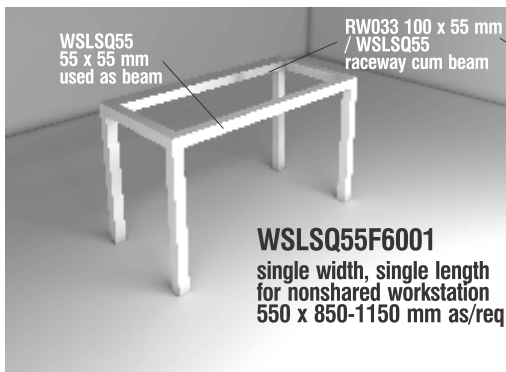 WSLSQ55
55 x 55 mm
used as beam
RW033 100 x 55 mm
/ WSLSQ55
raceway cum beam
WSLSQ55F6001
single width, single length
for nonshared workstation
550 x 850-1150 mm as/req